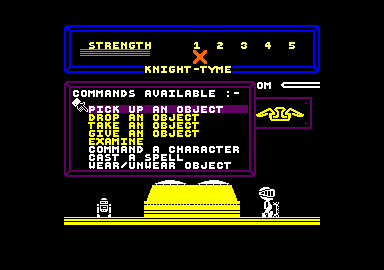 STRENGTH 1 2 3 4 5
KNIGHT-TYME
COMMANDS AVAILABLE :-
OM
PICK UP AN OBJECT
DROP AN OBJECT
TAKE AN OBJECT
GIVE AN OBJECT
EXAMINE
COMMAND A CHARACTER
CAST A SPELL
WEAR/UNWEAR OBJECT